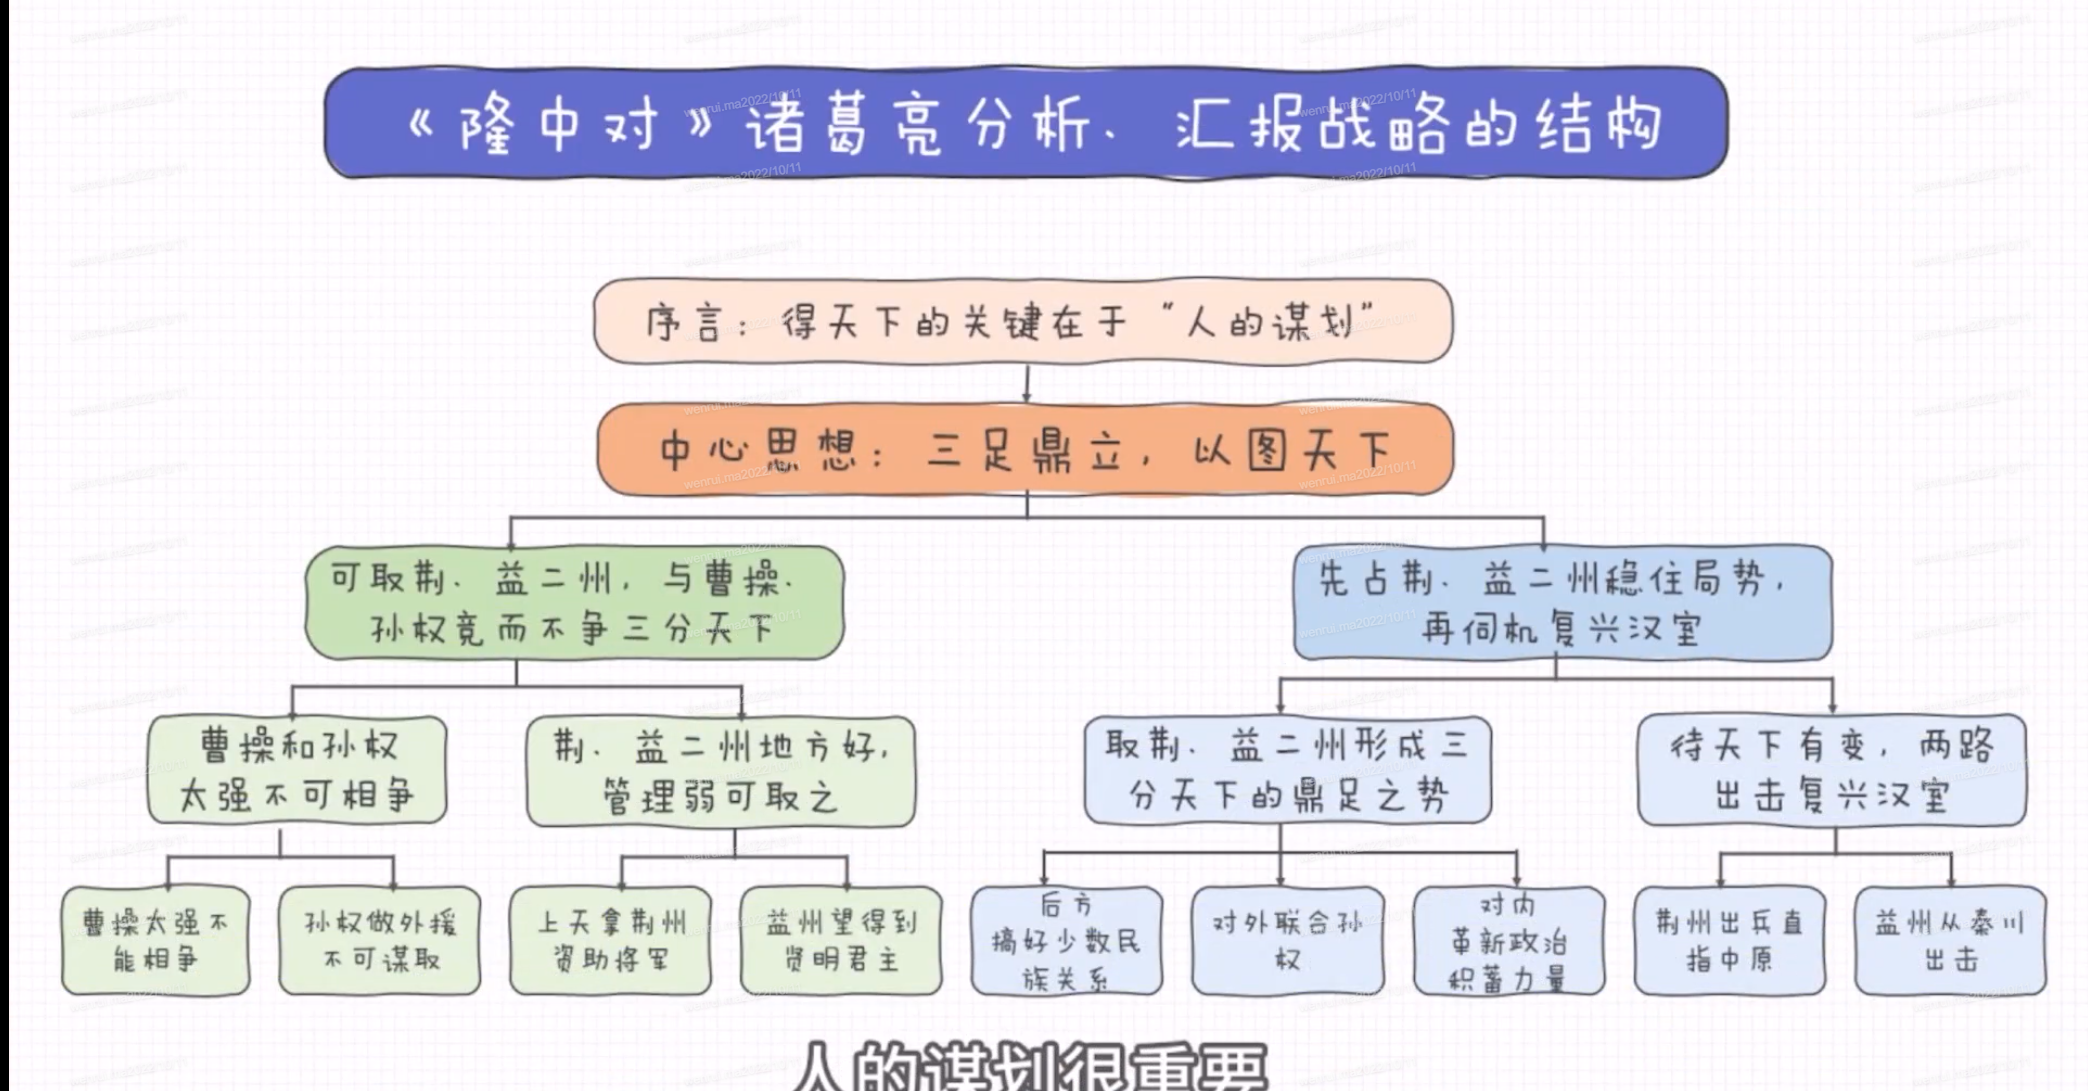 《隆中对》诸葛亮分析、汇报战略的结构
序言：得天下的关键在于“人的谋划”
中心思想：三足鼎立，以图天下
可取荆、益二州，与曹操、
孙权竞而不争三分天下
先占荆、益二州稳住局势，
再伺机复兴汉室
曹操和孙权
太强不可相争
荆、益二州地方好，
管理弱可取之
取荆、益二州形成三
分天下的鼎足之势
待天下有变，两路
出击复兴汉室
曹操太强不
能相争
孙权做外援
不可谋取
上天拿荆州
资助将军
益州望得到
贤明君主
后方
搞好少数民
族关系
对外联合孙
权
对内
革新政治
积蓄力量
荆州出兵直
指中原
益州从秦川
出击
人的谋划很重要
wenrui.ma2022/10/11